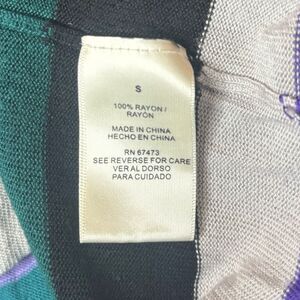 S
100% RAYON /
RAYÓN
MADE IN CHINA
HECHO EN CHINA
RN 67473
SEE REVERSE FOR CARE
VER AL DORSO
PARA CUIDADO